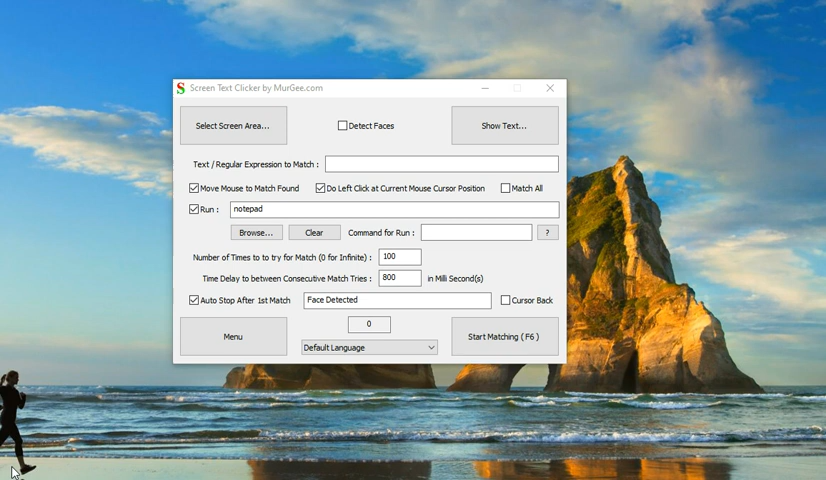 S Screen Text Clicker by MurGee.com
Select Screen Area... Detect Faces Show Text...
Text / Regular Expression to Match :
Move Mouse to Match Found Do Left Click at Current Mouse Cursor Position Match All
Run : notepad
Browse... Clear Command for Run : ?
Number of Times to to try for Match (0 for Infinite) : 100
Time Delay to between Consecutive Match Tries : 800 in Milli Second(s)
Auto Stop After 1st Match Face Detected Cursor Back
0
Menu Default Language Start Matching ( F6 )